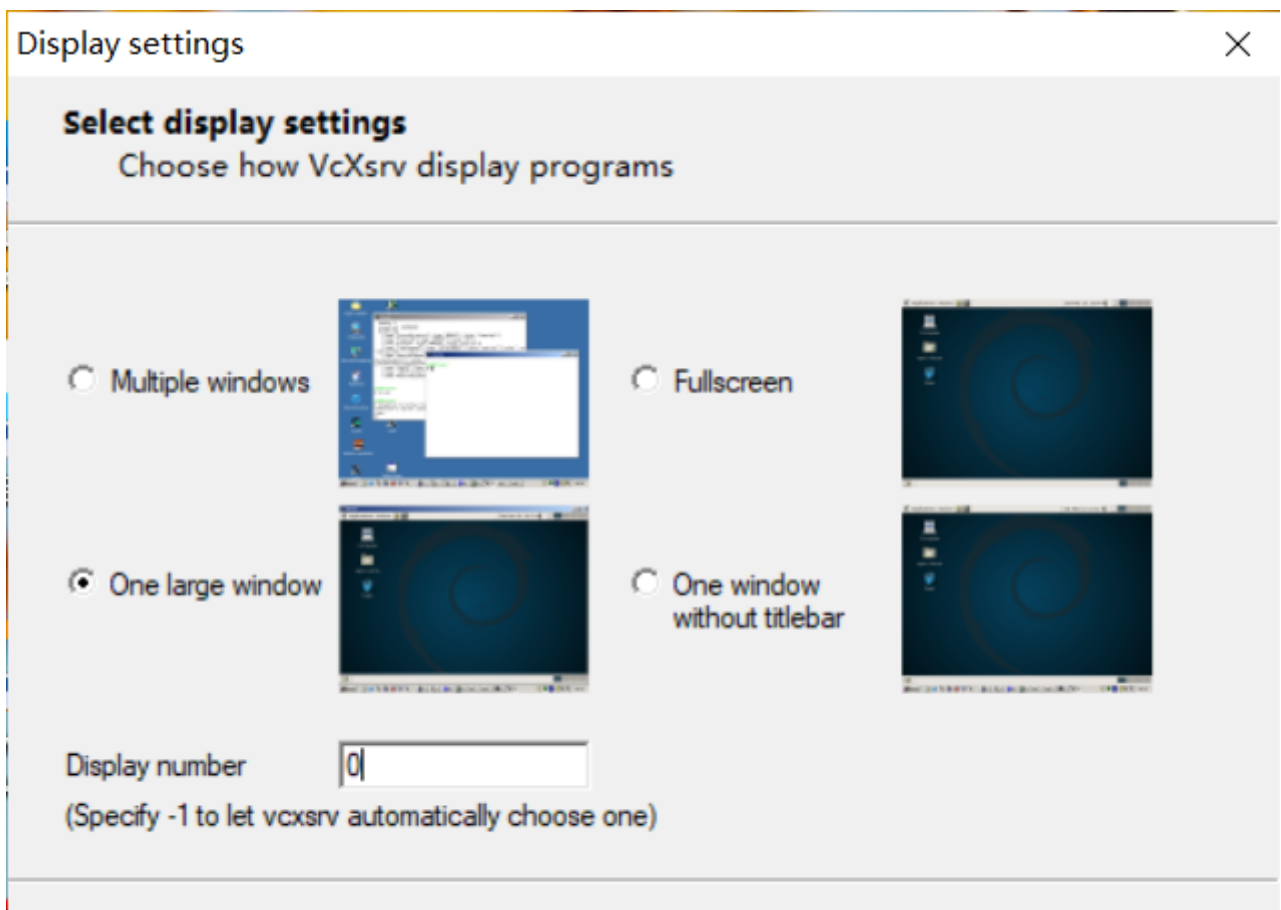 Display settings
Select display settings
Choose how VcXsrv display programs
Multiple windows
Fullscreen
One large window
One window
without titlebar
Display number
0
(Specify -1 to let vcxsrv automatically choose one)